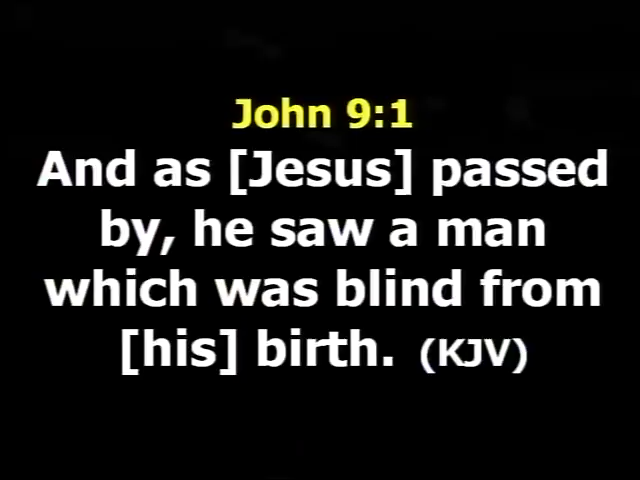 John 9:1
And as [Jesus] passed
by, he saw a man
which was blind from
[his] birth. (KJV)